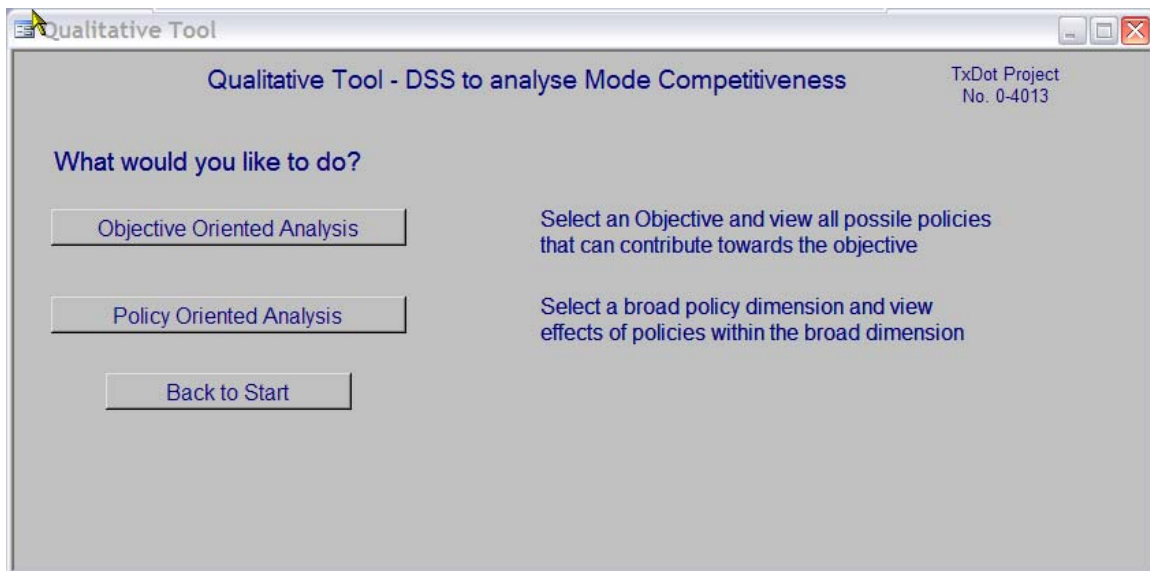 Qualitative Tool
Qualitative Tool - DSS to analyse Mode Competitiveness
TxDot Project
No. 0-4013
What would you like to do?
Objective Oriented Analysis
Select an Objective and view all possile policies
that can contribute towards the objective
Policy Oriented Analysis
Select a broad policy dimension and view
effects of policies within the broad dimension
Back to Start